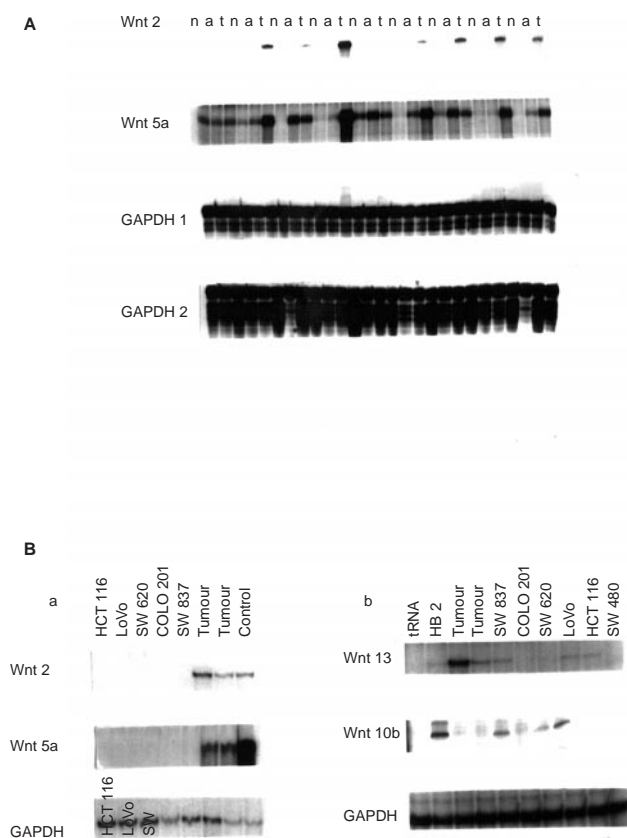 A
Wnt 2 n a t n a t n a t n a t n a t n a t n a t n a t n a t
Wnt 5a
GAPDH 1
GAPDH 2
B
a
HCT 116
LoVo
SW 620
COLO 201
SW 837
Tumour
Tumour
Control
Wnt 2
Wnt 5a
GAPDH
HCT 116
LoVo
SW
b
tRNA
HB 2
Tumour
Tumour
SW 837
COLO 201
SW 620
LoVo
HCT 116
SW 480
Wnt 13
Wnt 10b
GAPDH